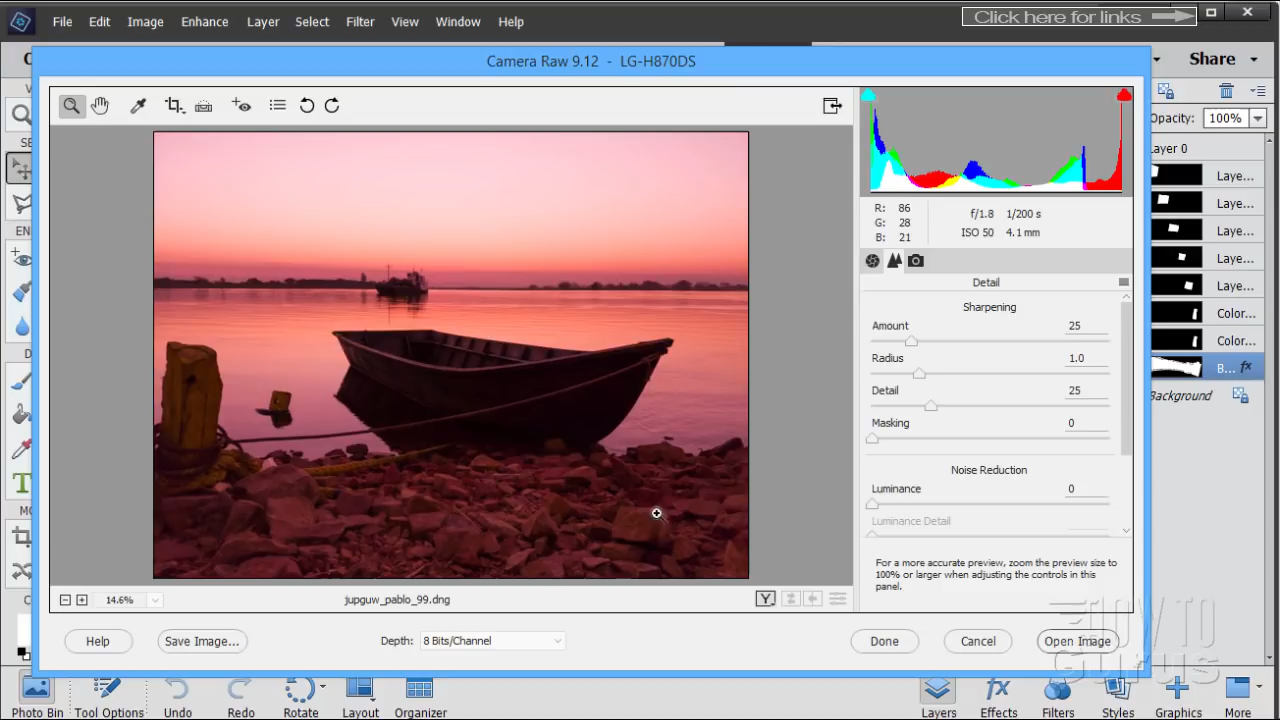 File Edit Image Enhance Layer Select Filter View Window Help
Click here for links
Camera Raw 9.12 - LG-H870DS
Share
Opacity: 100%
R: 86
G: 28
B: 21
f/1.8 1/200 s
ISO 50 4.1 mm
Detail
Sharpening
Amount 25
Radius 1.0
Detail 25
Masking 0
Noise Reduction
Luminance 0
Luminance Detail
For a more accurate preview, zoom the preview size to
100% or larger when adjusting the controls in this
panel.
Layer 0
Laye...
Laye...
Laye...
Laye...
Laye...
Color...
Color...
B... fx
Background
14.6%
jupguw_pablo_99.dng
Y
Help
Save Image...
Depth: 8 Bits/Channel
Done
Cancel
Open Image
HOW TO
Gurus
T
Photo Bin
Tool Options
Undo
Redo
Rotate
Layout
Organizer
Layers
fx
Effects
Filters
Styles
Graphics
More